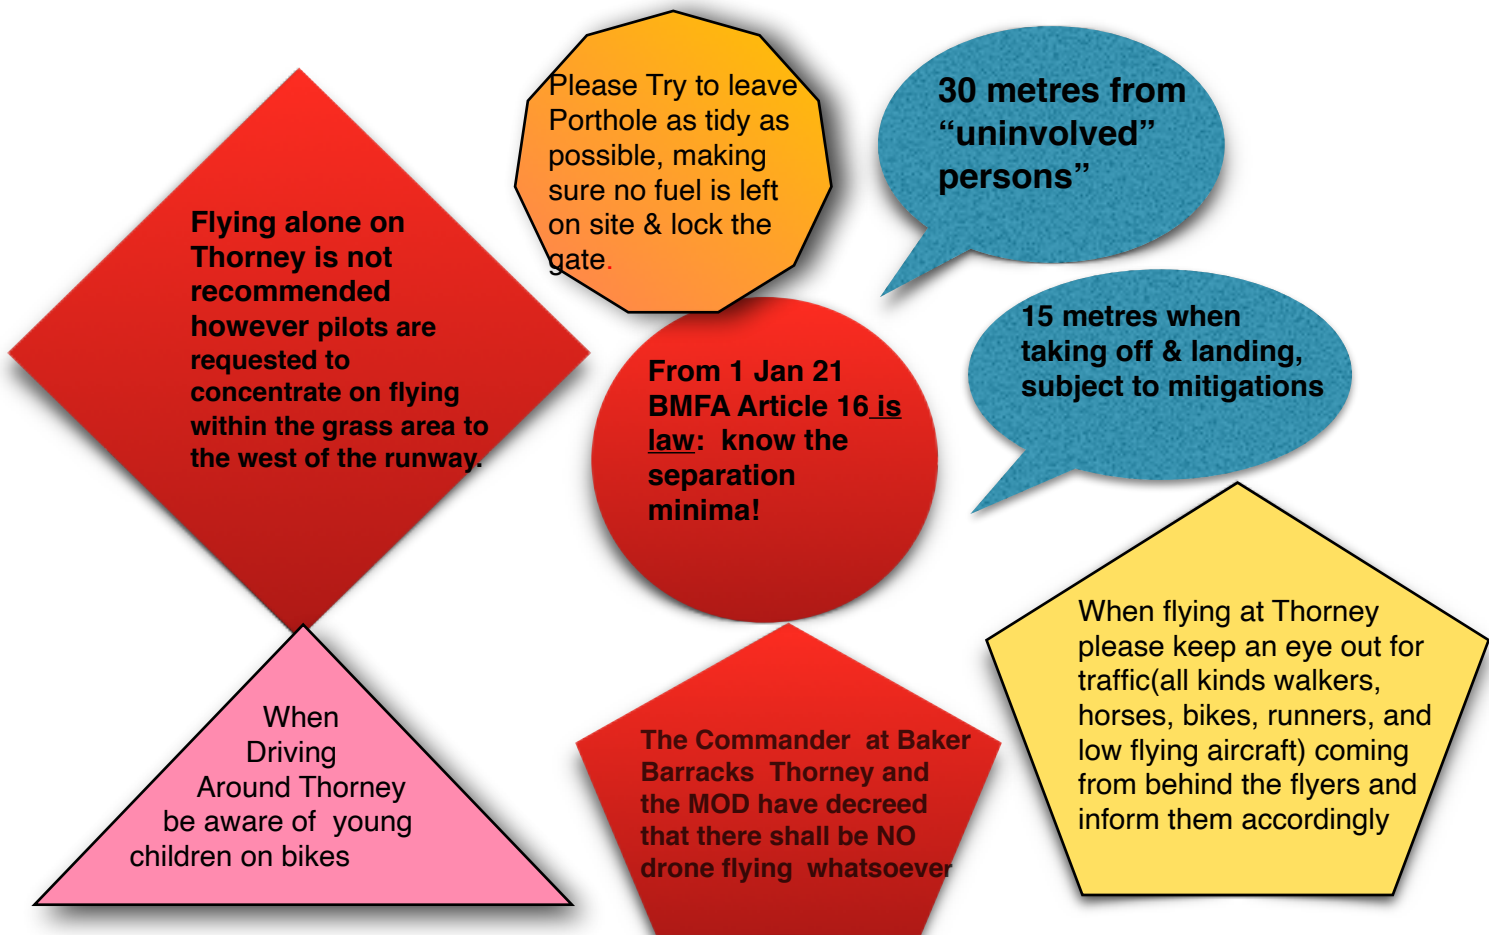 Please Try to leave
Porthole as tidy as
possible, making
sure no fuel is left
on site & lock the
gate.
30 metres from
“uninvolved”
persons”
Flying alone on
Thorney is not
recommended
however pilots are
requested to
concentrate on flying
within the grass area to
the west of the runway.
15 metres when
taking off & landing,
subject to mitigations
From 1 Jan 21
BMFA Article 16 is
law:  know the
separation
minima!
When flying at Thorney
please keep an eye out for
traffic(all kinds walkers,
horses, bikes, runners, and
low flying aircraft) coming
from behind the flyers and
inform them accordingly
When
Driving
Around Thorney
be aware of  young
children on bikes
The Commander  at Baker
Barracks  Thorney and
the MOD have decreed
that there shall be NO
drone flying  whatsoever